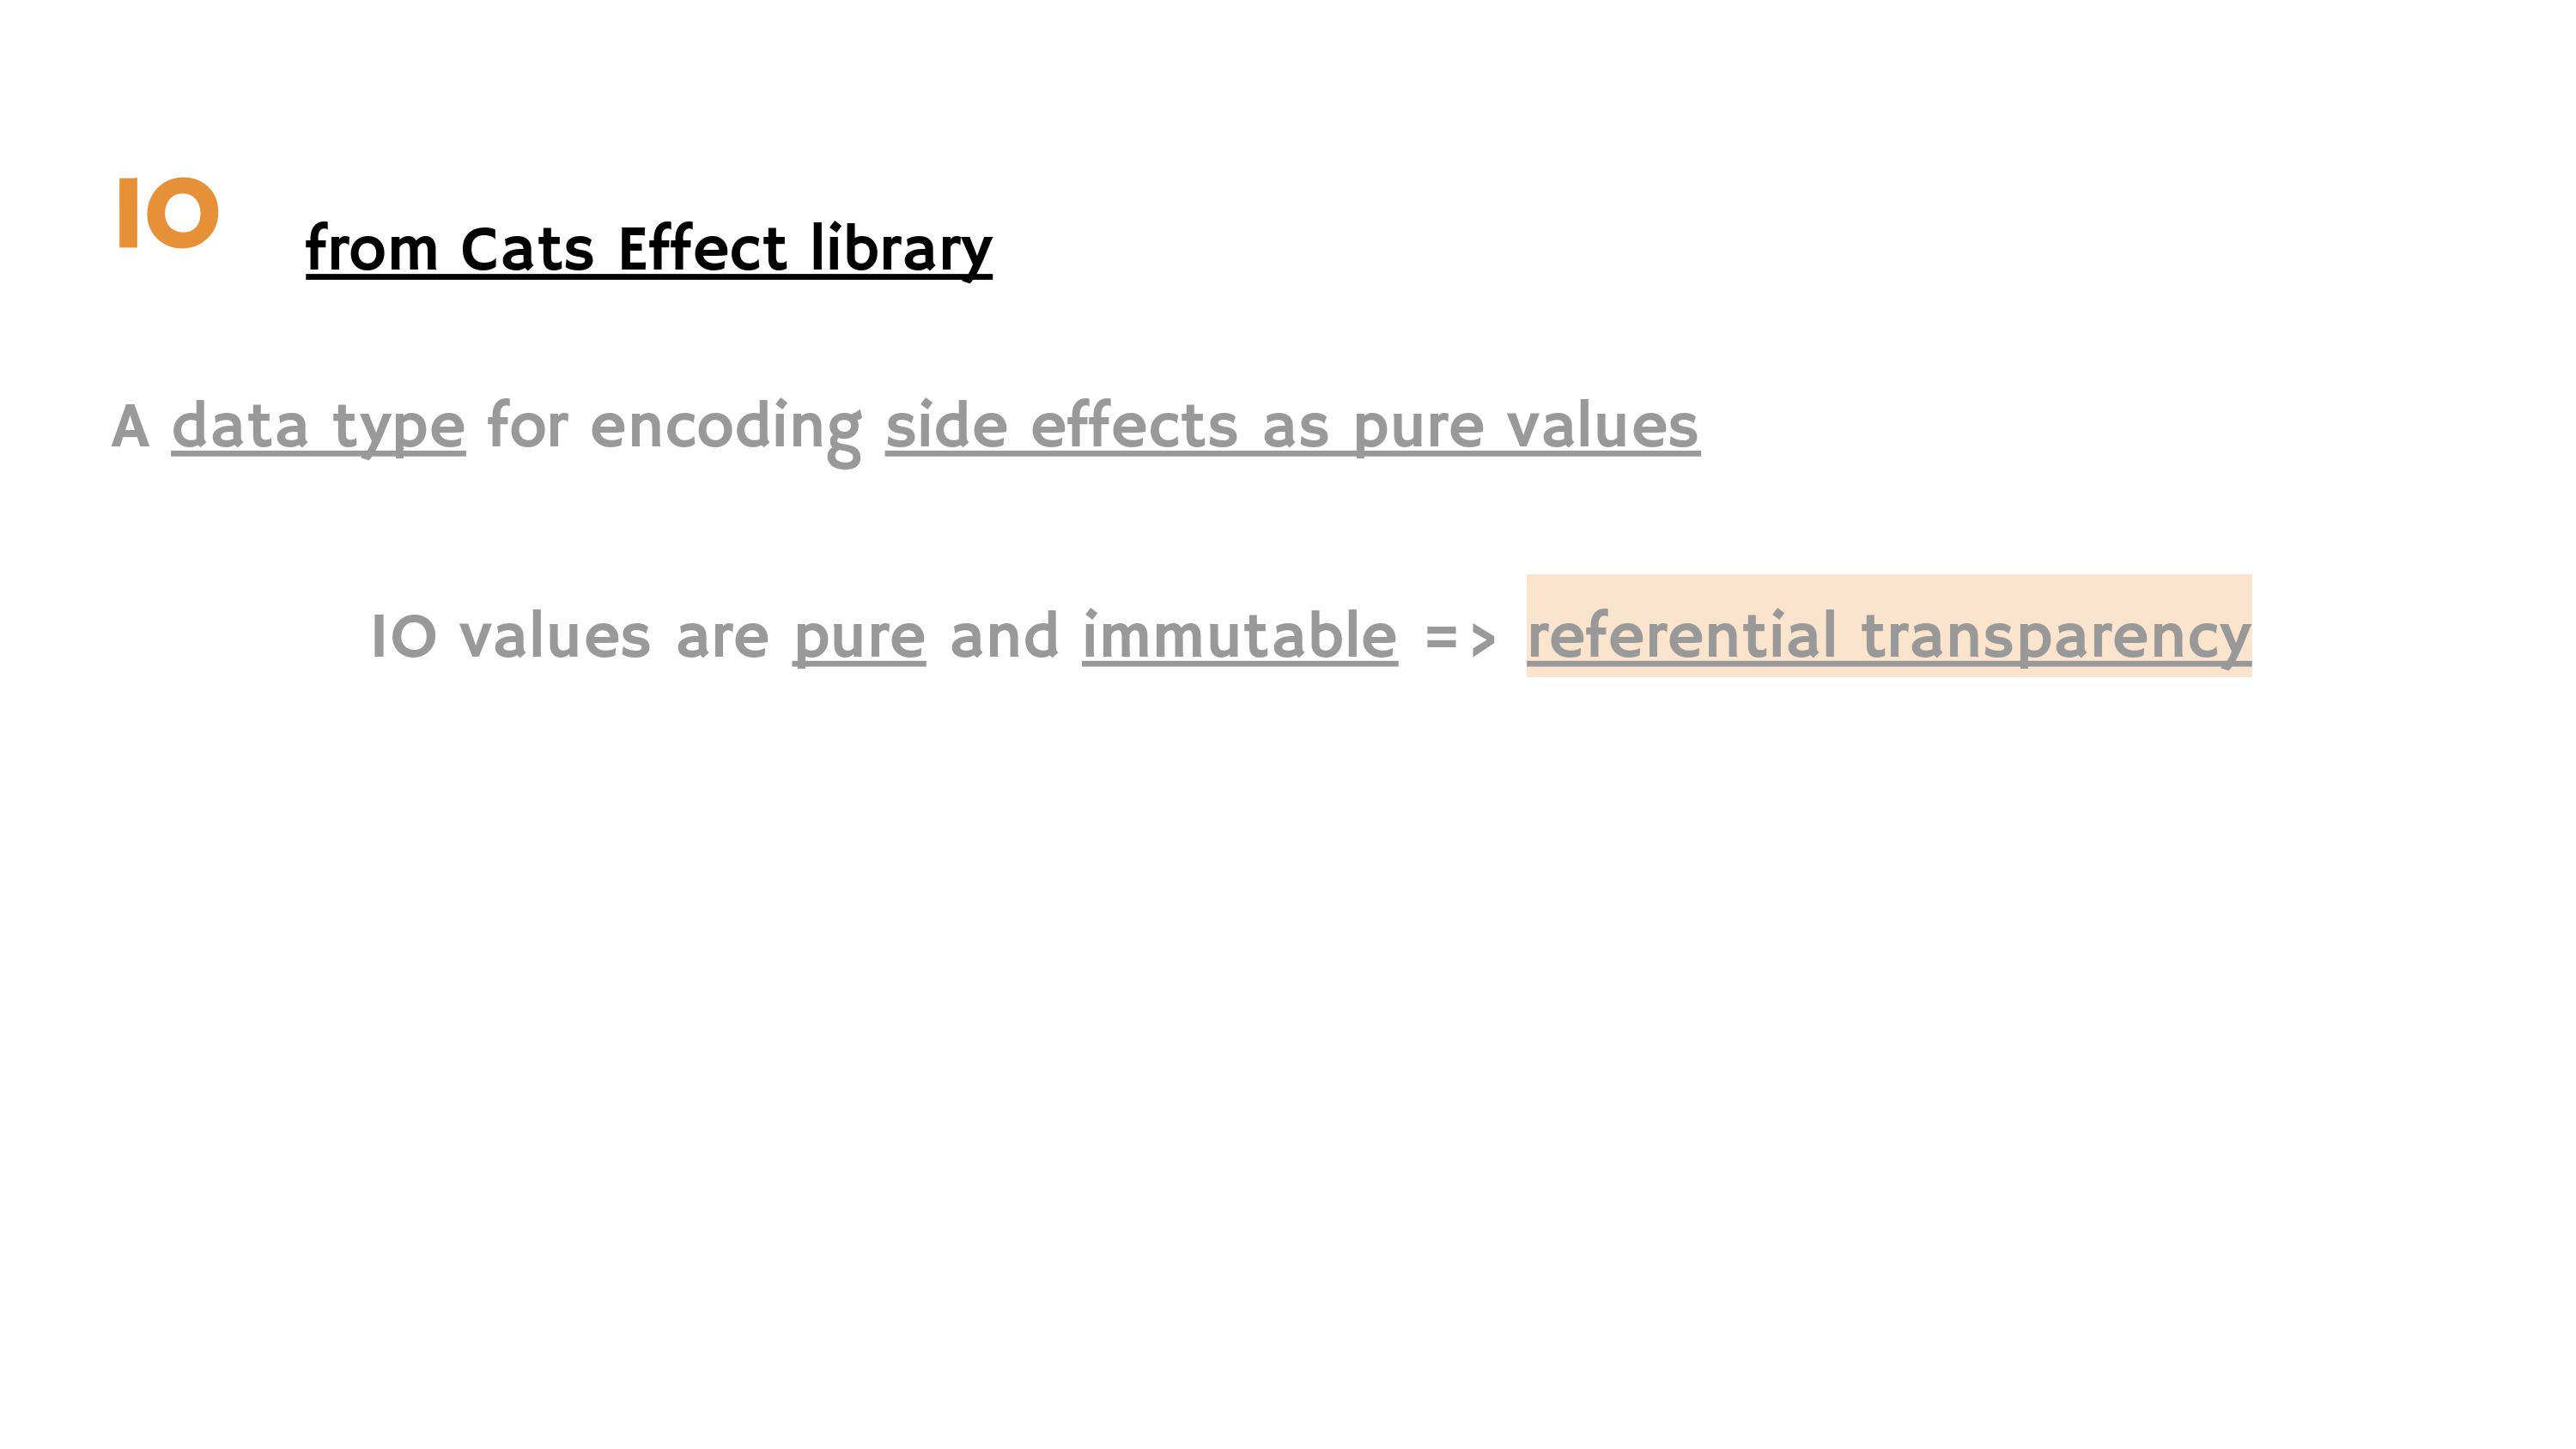 IO from Cats Effect library
A data type for encoding side effects as pure values
IO values are pure and immutable => referential transparency